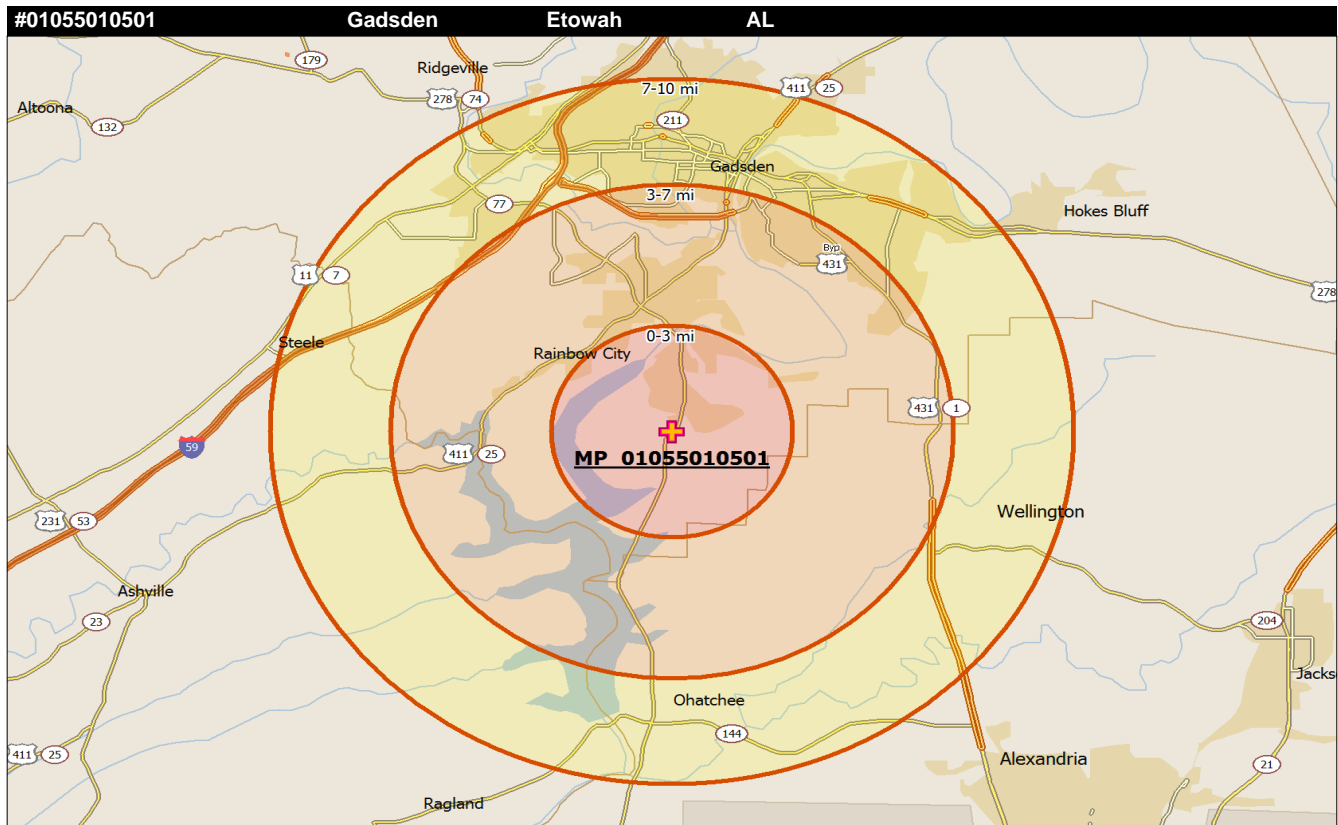 #01055010501 Gadsden Etowah AL
179
Ridgeville
7-10 mi
411 25
278 74
Altoona
132
211
Gadsden
3-7 mi
77
Hokes Bluff
Byp
431
11 7
278
Steele
0-3 mi
Rainbow City
431 1
59
411 25
MP 01055010501
Wellington
231 53
Ashville
23
204
Jacks
Ohatchee
144
411 25
Alexandria
21
Ragland